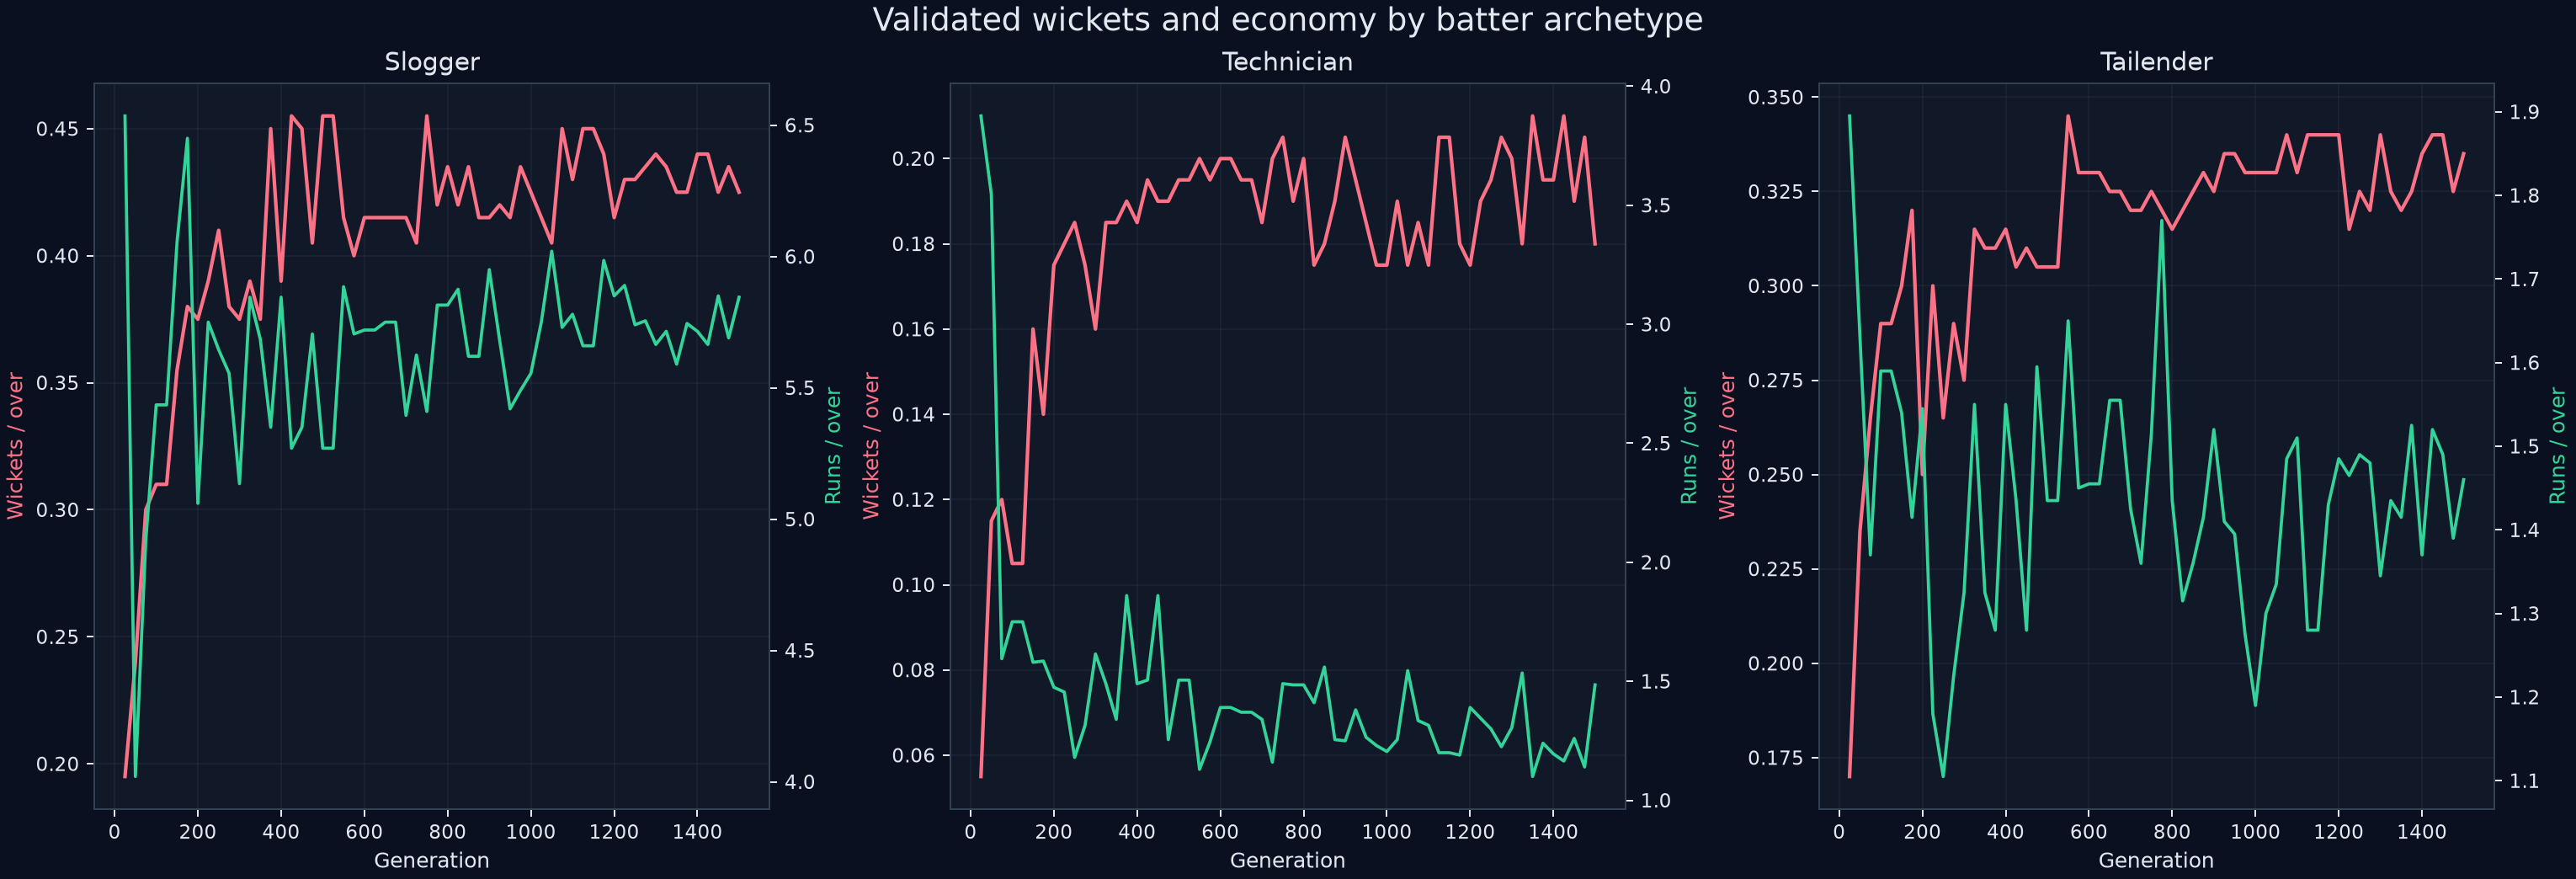 Validated wickets and economy by batter archetype
Slogger
Wickets / over
0.45
0.40
0.35
0.30
0.25
0.20
6.5
6.0
5.5
5.0
4.5
4.0
Runs / over
0 200 400 600 800 1000 1200 1400
Generation
Technician
Wickets / over
0.20
0.18
0.16
0.14
0.12
0.10
0.08
0.06
4.0
3.5
3.0
2.5
2.0
1.5
1.0
Runs / over
0 200 400 600 800 1000 1200 1400
Generation
Tailender
Wickets / over
0.350
0.325
0.300
0.275
0.250
0.225
0.200
0.175
1.9
1.8
1.7
1.6
1.5
1.4
1.3
1.2
1.1
Runs / over
0 200 400 600 800 1000 1200 1400
Generation